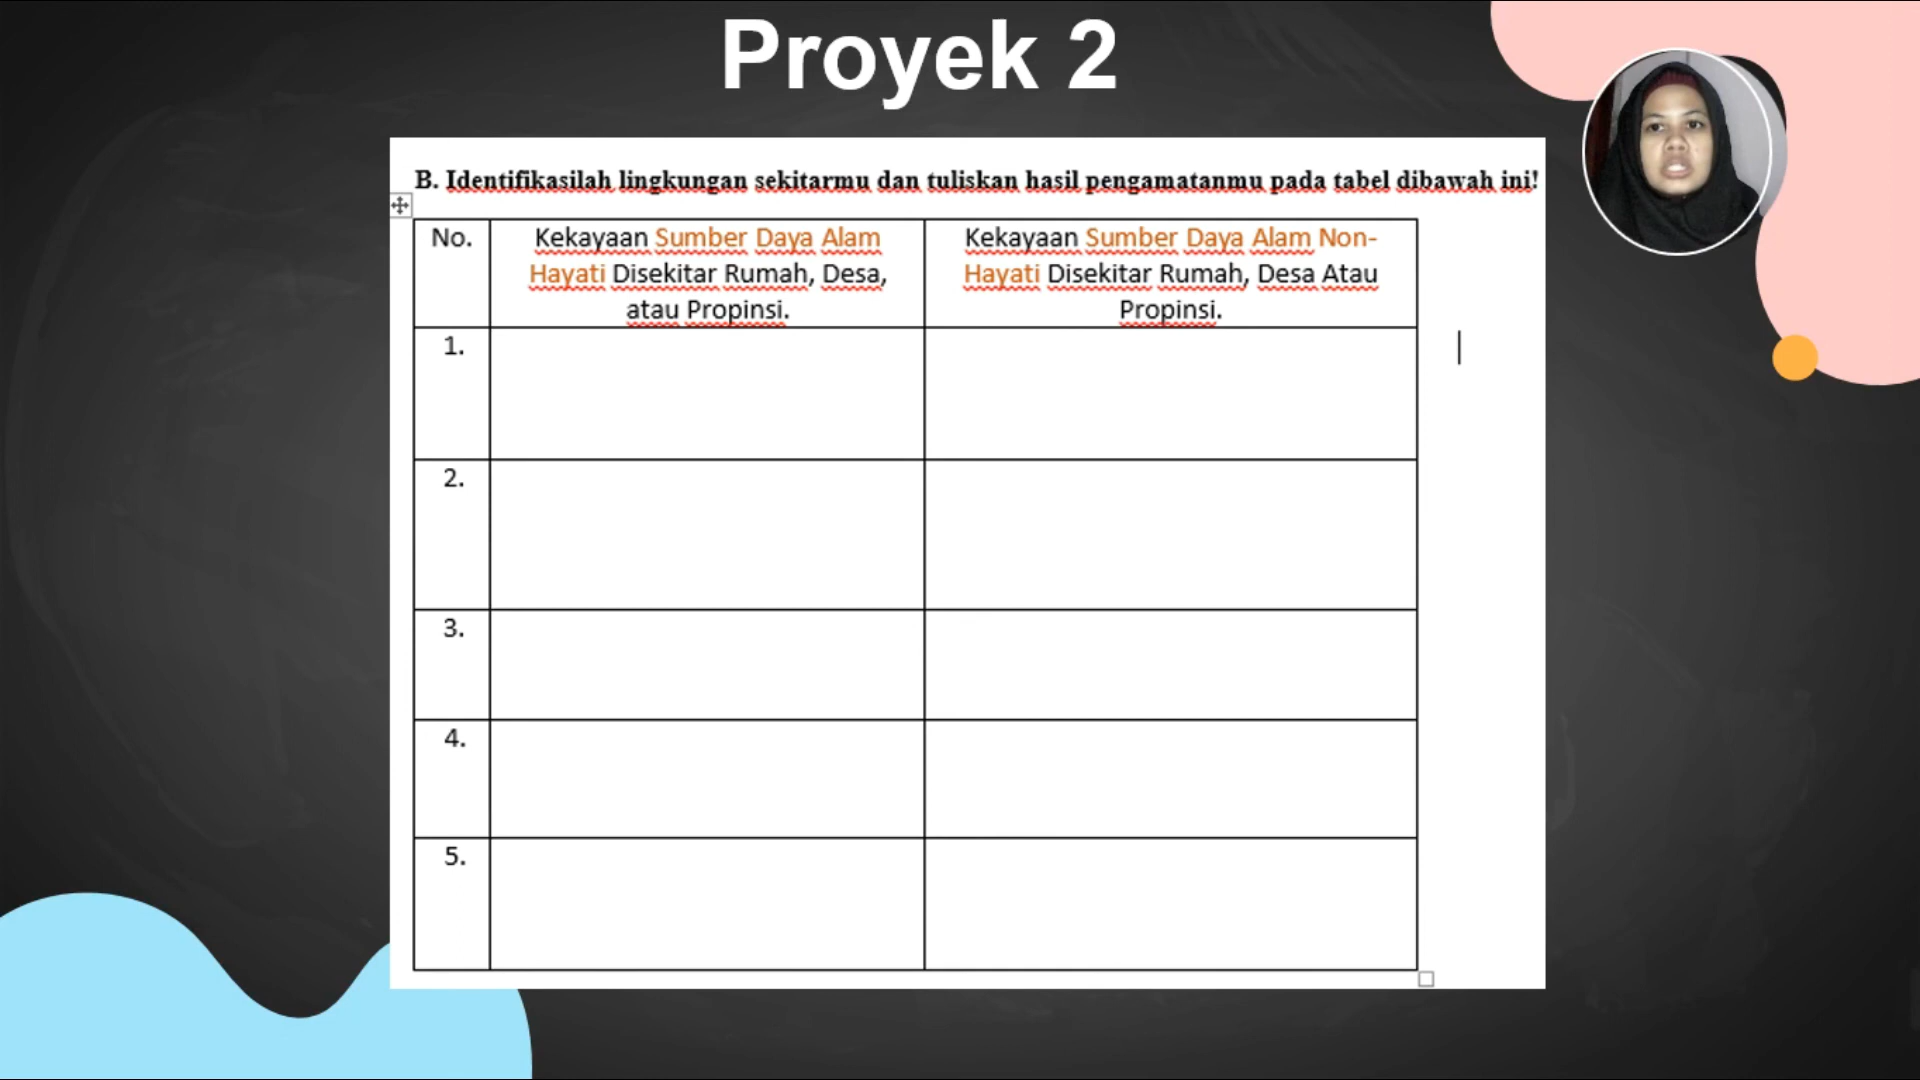 Proyek 2
B. Identifikasilah lingkungan sekitarmu dan tuliskan hasil pengamatanmu pada tabel dibawah ini!
No.
Kekayaan Sumber Daya Alam
Hayati Disekitar Rumah, Desa,
atau Propinsi.
Kekayaan Sumber Daya Alam Non-
Hayati Disekitar Rumah, Desa Atau
Propinsi.
1.
2.
3.
4.
5.